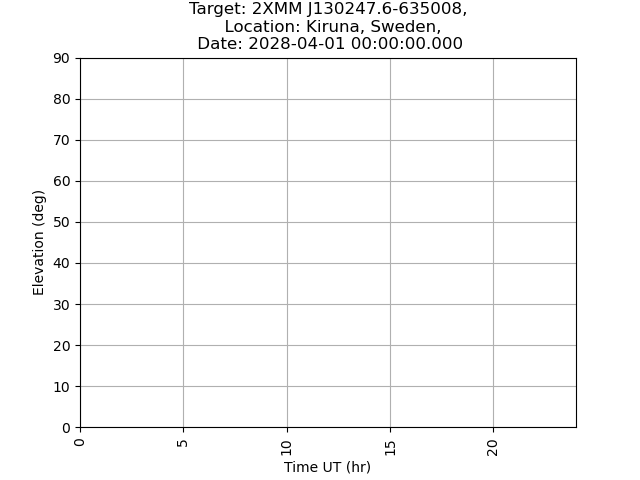 Target: 2XMM J130247.6-635008,
Location: Kiruna, Sweden,
Date: 2028-04-01 00:00:00.000
90
80
70
60
50
40
30
20
10
0
Elevation (deg)
0 5 10 15 20
Time UT (hr)